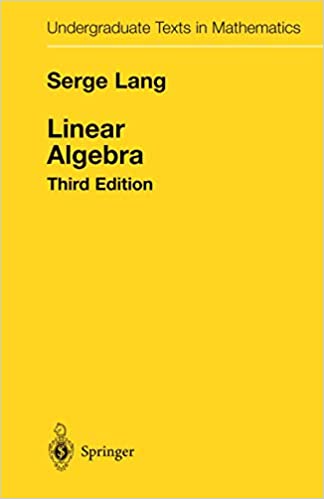 Undergraduate Texts in Mathematics
Serge Lang
Linear
Algebra
Third Edition
Springer